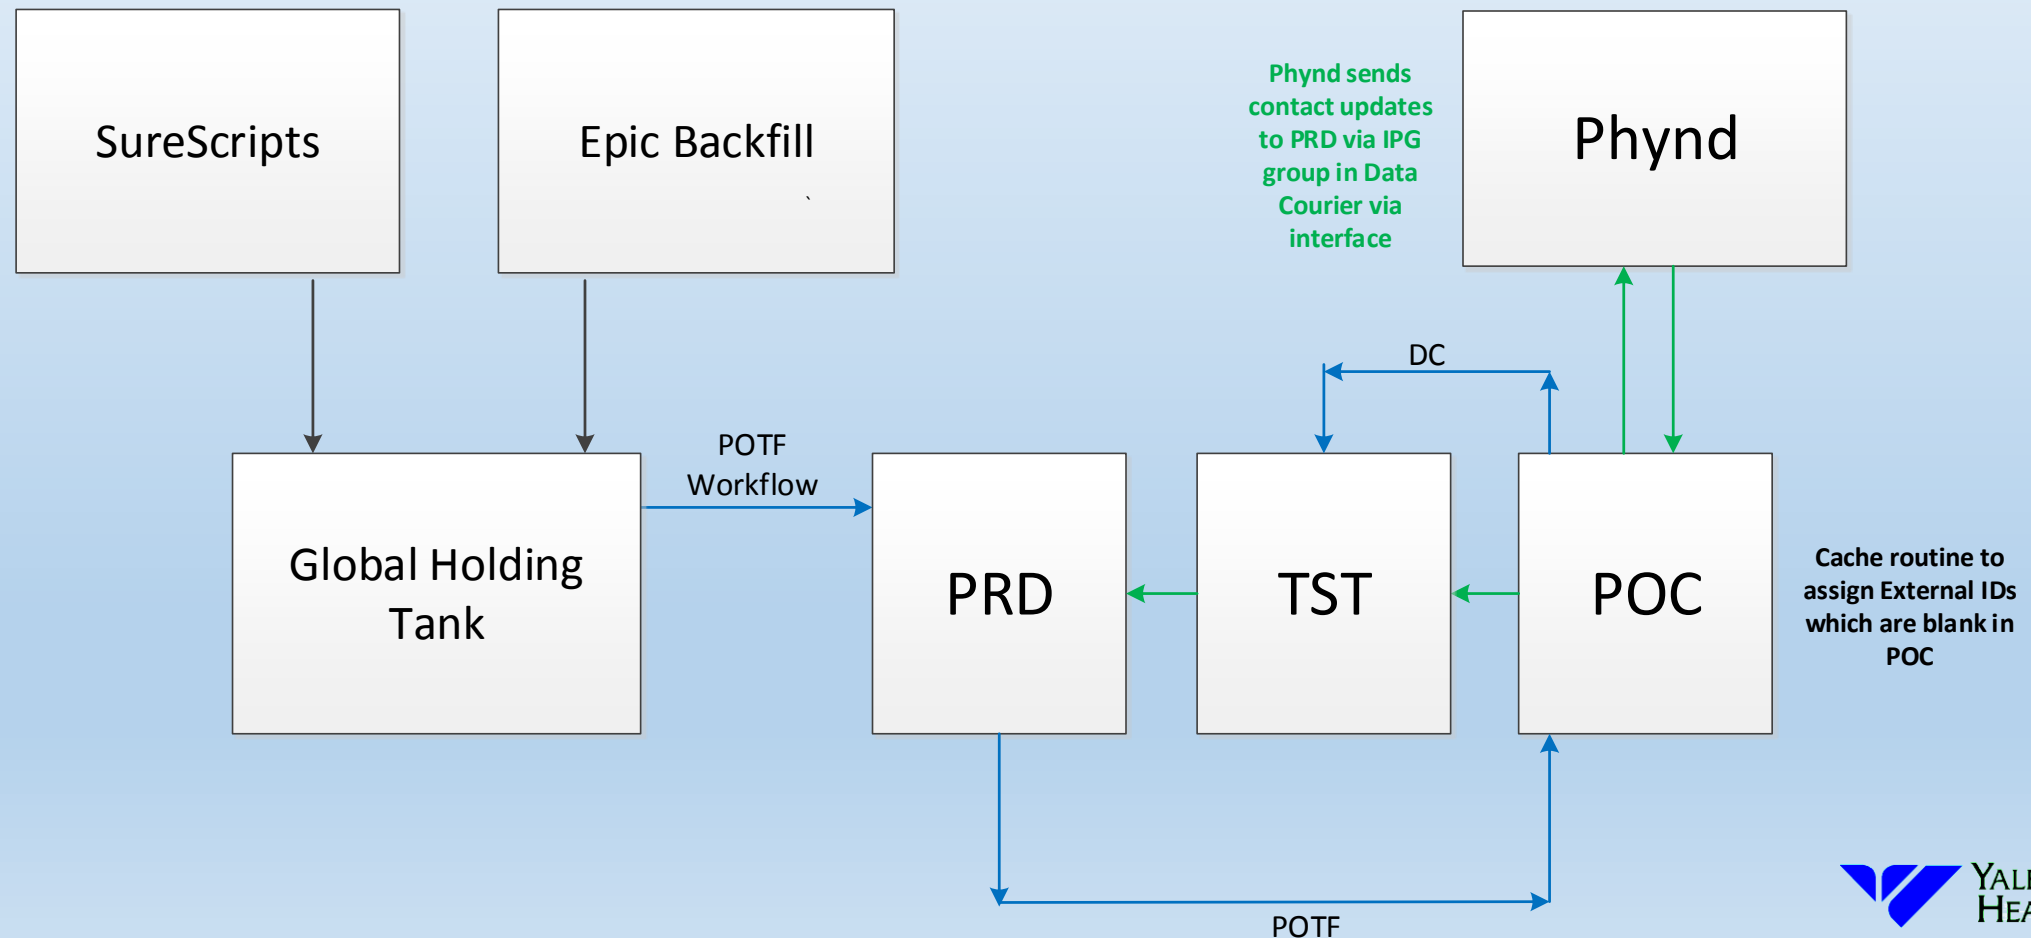 SureScripts
Epic Backfill
`
Phynd sends
contact updates
to PRD via IPG
group in Data
Courier via
interface
Phynd
DC
POTF
Workflow
Global Holding
Tank
PRD
TST
POC
Cache routine to
assign External IDs
which are blank in
POC
POTF